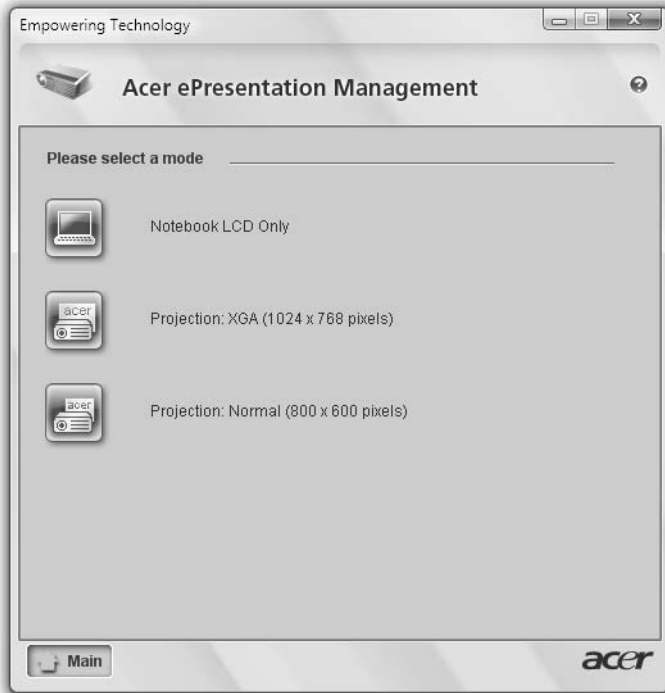 Empowering Technology
Acer ePresentation Management
Please select a mode
Notebook LCD Only
acer
Projection: XGA (1024 x 768 pixels)
acer
Projection: Normal (800 x 600 pixels)
Main
acer